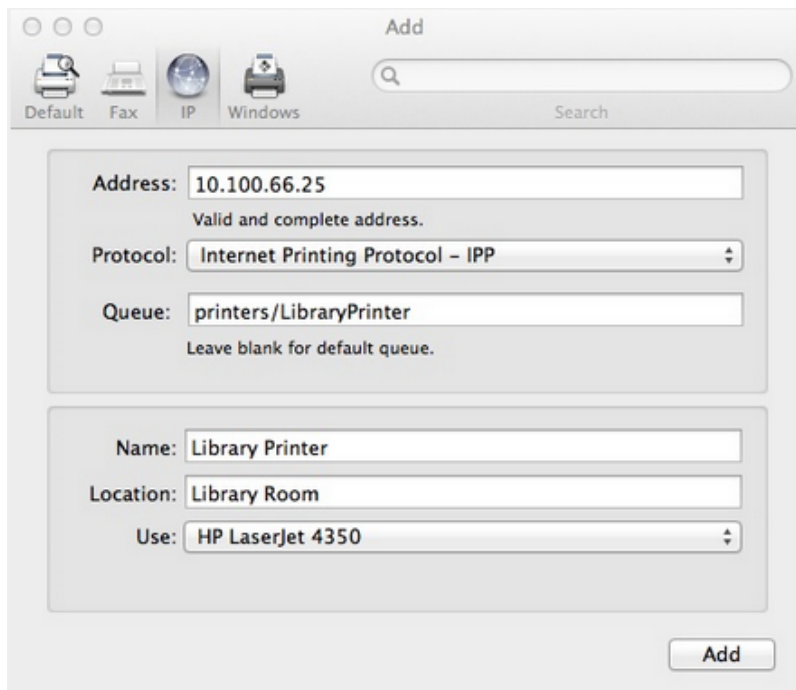 Add
Default Fax IP Windows
Search
Address: 10.100.66.25
Valid and complete address.
Protocol: Internet Printing Protocol – IPP
Queue: printers/LibraryPrinter
Leave blank for default queue.
Name: Library Printer
Location: Library Room
Use: HP LaserJet 4350
Add